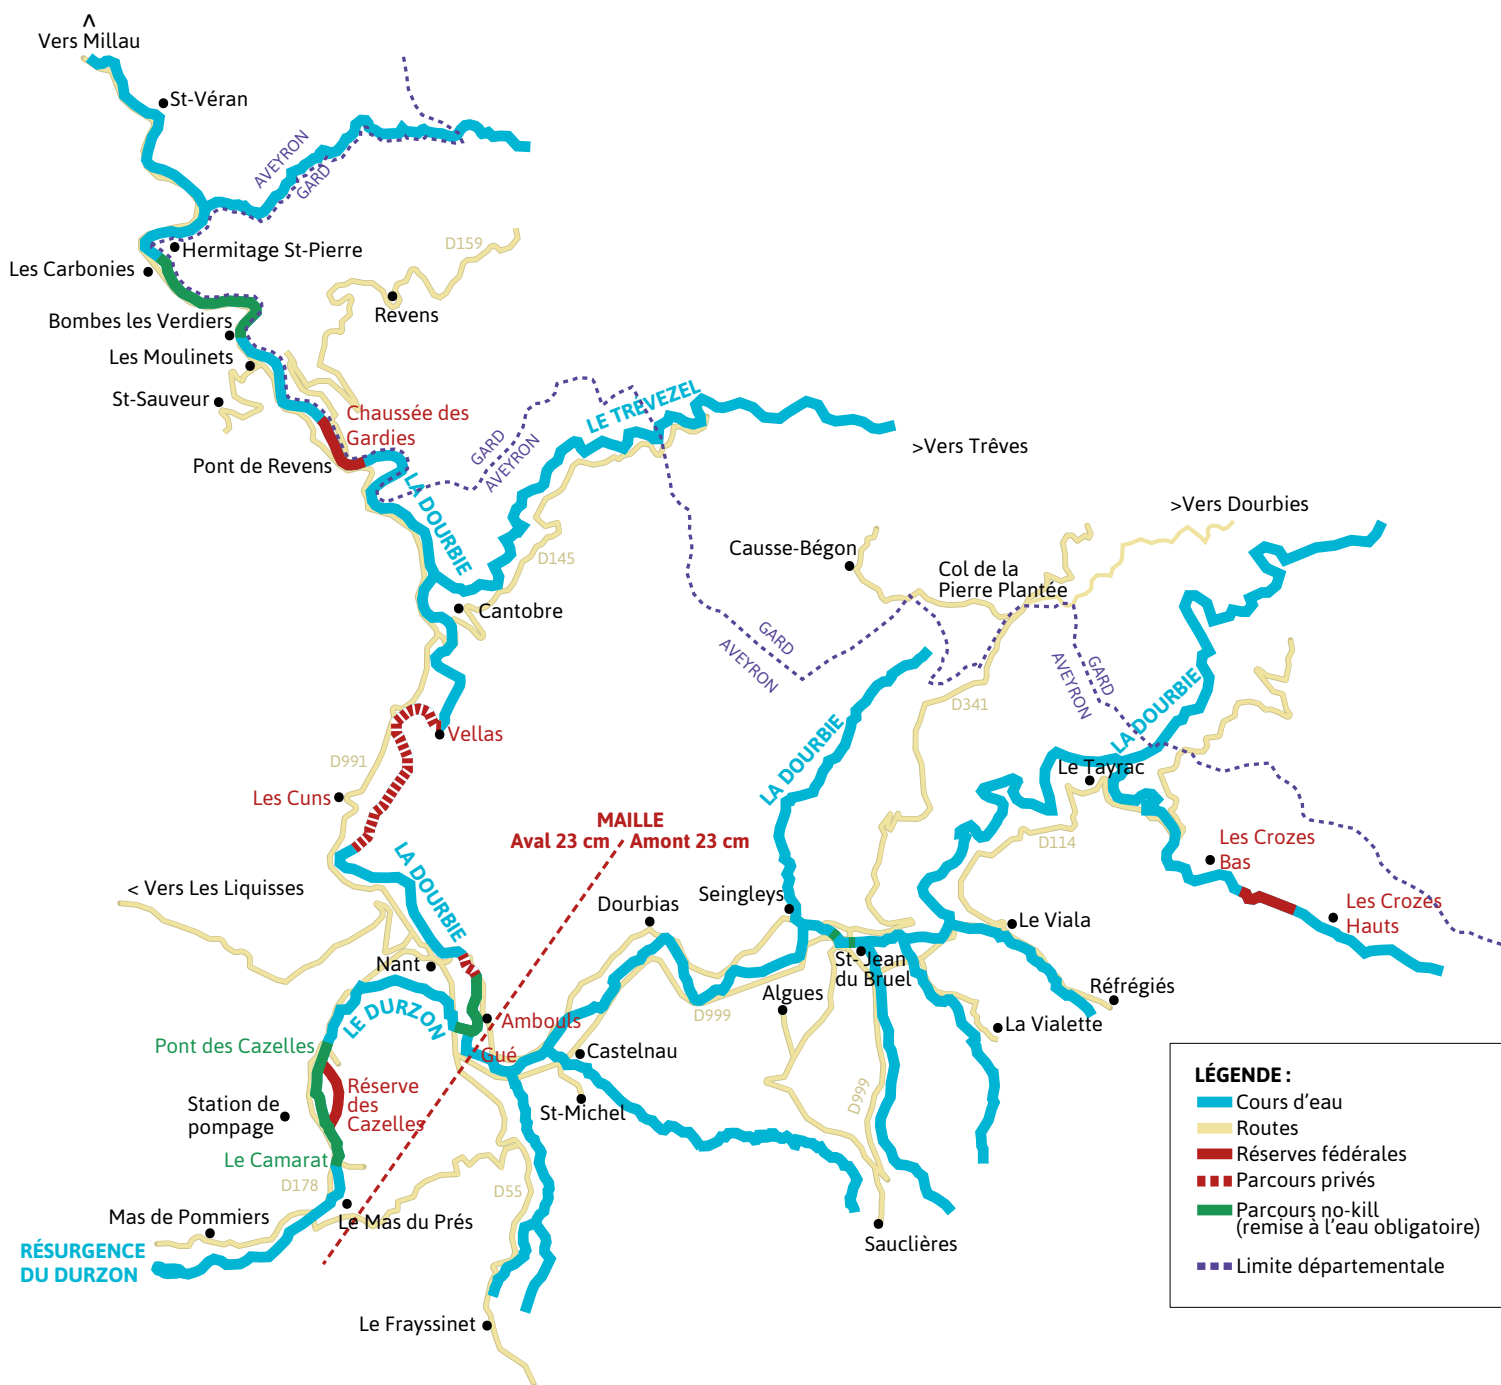 ^
Vers Millau
St-Véran
AVEYRON
GARD
Hermitage St-Pierre
D159
Les Carbonies
Revens
Bombes les Verdiers
Les Moulinets
St-Sauveur
Chaussée des
Gardies
LE TREVEZEL
GARD
AVEYRON
>Vers Trêves
Pont de Revens
LA DOURBIE
>Vers Dourbies
D145
Causse-Bégon
Col de la
Pierre Plantée
Cantobre
GARD
AVEYRON
GARD
AVEYRON
LA DOURBIE
D341
Vellas
LA DOURBIE
D991
Le Tayrac
Les Cuns
MAILLE
Aval 23 cm
Amont 23 cm
D114
Les Crozes
Bas
LA DOURBIE
< Vers Les Liquisses
Seingleys
Dourbias
Les Crozes
Hauts
Le Viala
Nant
St-Jean
du Bruel
Réfrégiés
Algues
LE DURZON
D999
Ambouls
La Vialette
Pont des Cazelles
Gué
Castelnau
Réserve
des
Cazelles
Station de
pompage
D999
St-Michel
Le Camarat
D178
D55
Mas de Pommiers
Le Mas du Prés
Sauclières
RÉSURGENCE
DU DURZON
Le Frayssinet
LÉGENDE :
Cours d'eau
Routes
Réserves fédérales
Parcours privés
Parcours no-kill
(remise à l'eau obligatoire)
Limite départementale